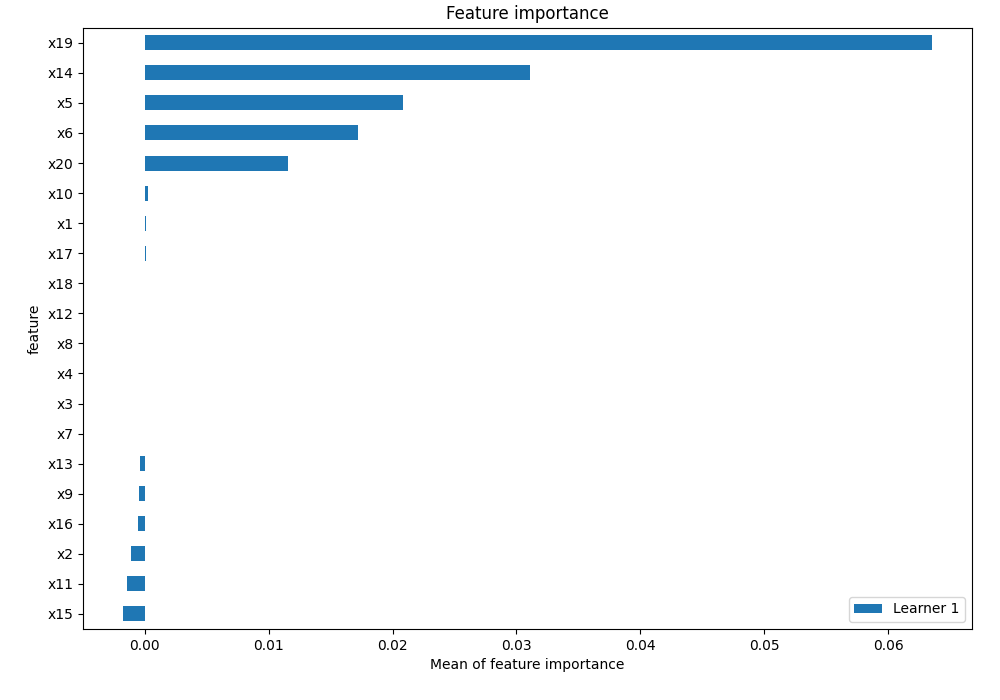 Feature importance
x19
x14
x5
x6
x20
x10
x1
x17
x18
x12
x8
x4
x3
x7
x13
x9
x16
x2
x11
x15
feature
Learner 1
0.00 0.01 0.02 0.03 0.04 0.05 0.06
Mean of feature importance